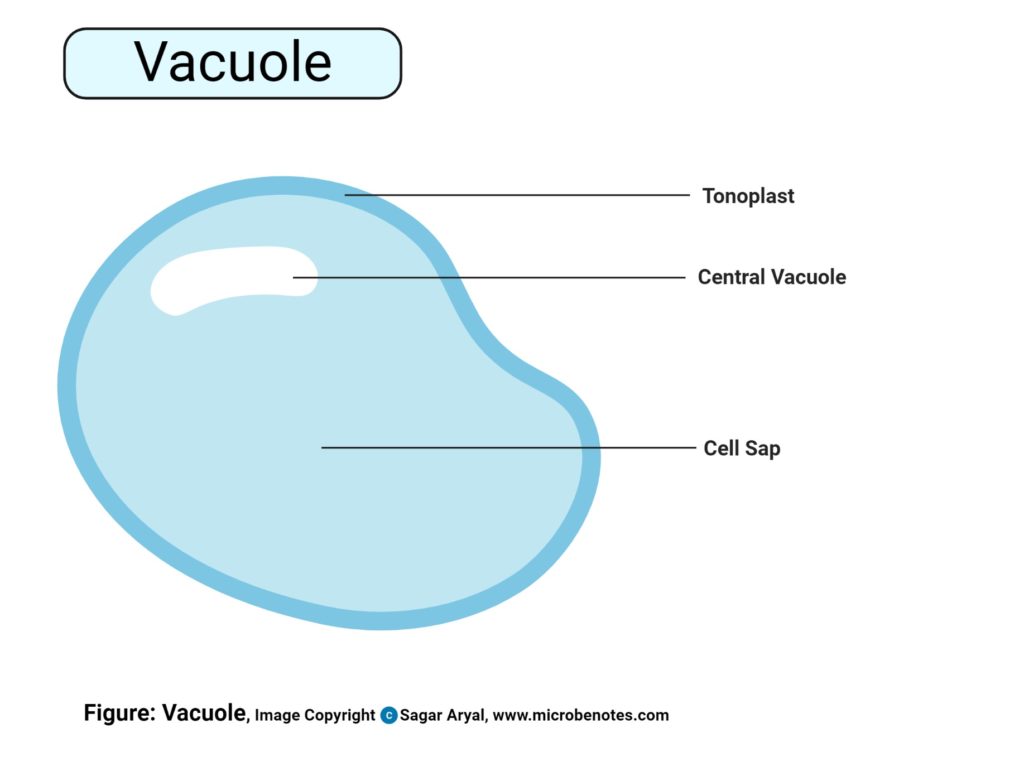 Vacuole
Tonoplast
Central Vacuole
Cell Sap
Figure: Vacuole, Image Copyright © Sagar Aryal, www.microbenotes.com